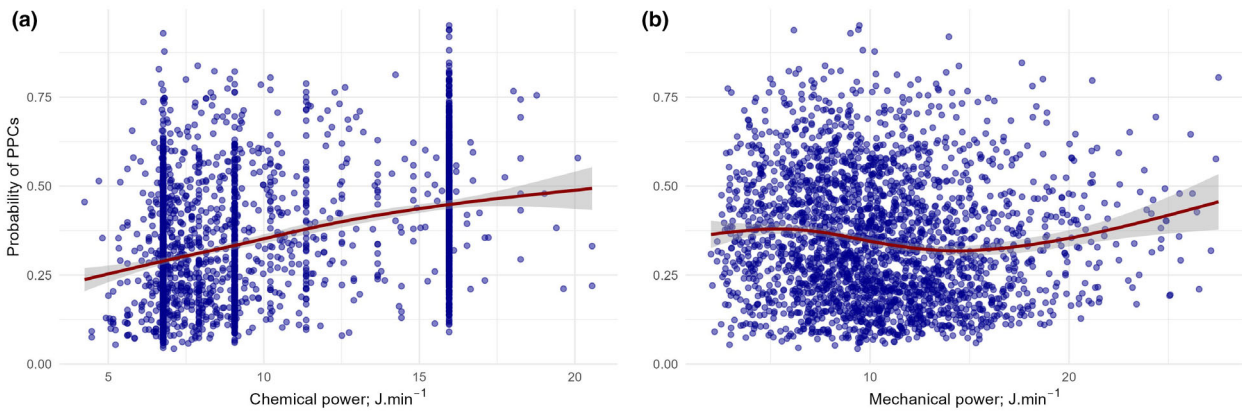 (a)
(b)
Probability of PPCs
0.75
0.50
0.25
0.00
5
10
15
20
Chemical power; J.min⁻¹
0.75
0.50
0.25
0.00
10
20
Mechanical power; J.min⁻¹